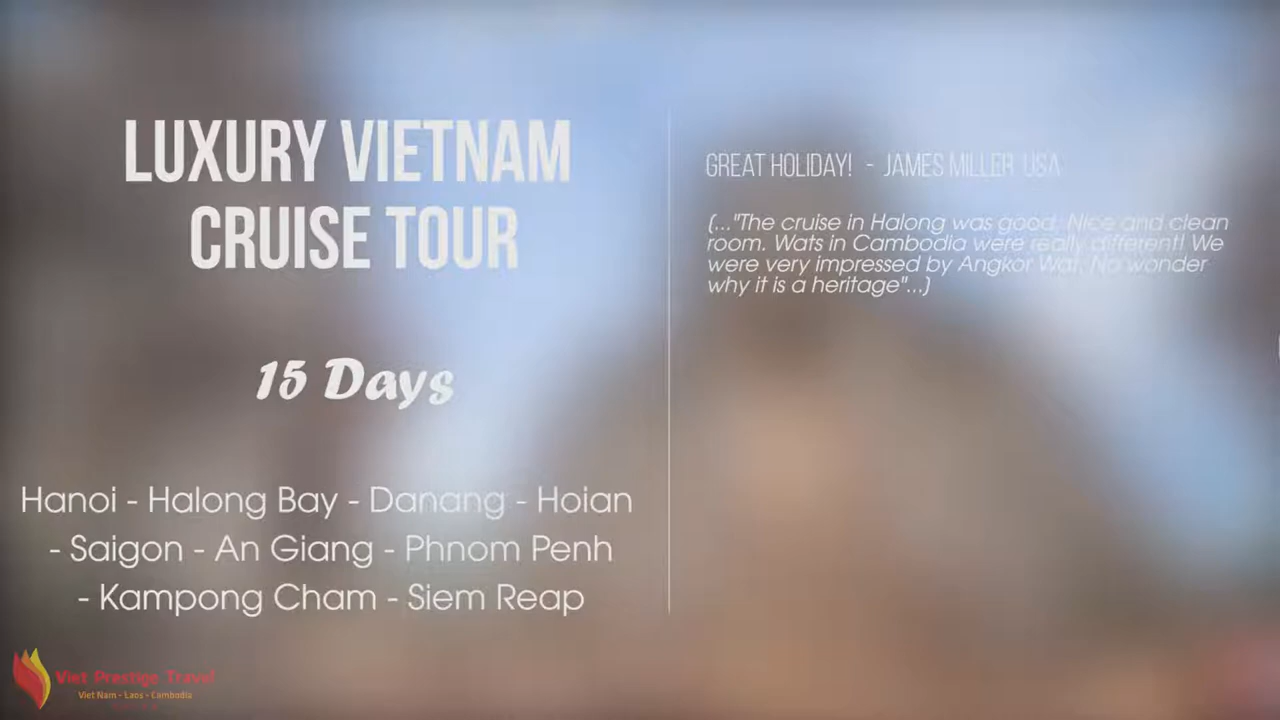 LUXURY VIETNAM
CRUISE TOUR
15 Days
Hanoi - Halong Bay - Danang - Hoian
- Saigon - An Giang - Phnom Penh
- Kampong Cham - Siem Reap
GREAT HOLIDAY! - JAMES MILLER USA
(..."The cruise in Halong was good. Nice and clean
room. Wats in Cambodia were really different! We
were very impressed by Angkor Wat, No wonder
why it is a heritage"...)
Viet Prestige Travel
Viet Nam - Laos - Cambodia